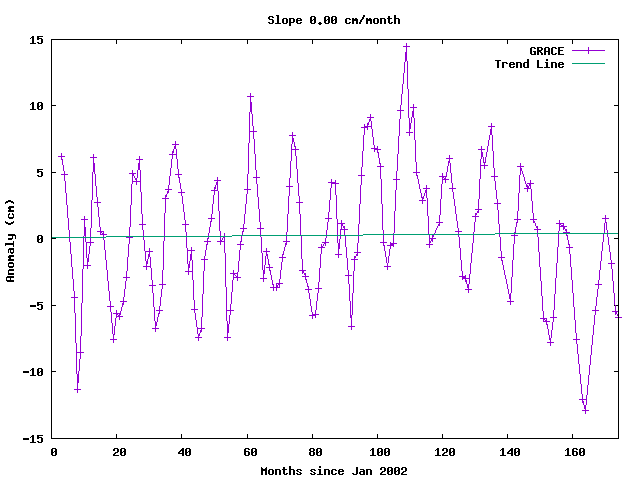 Slope 0.00 cm/month
GRACE
Trend Line
15
10
5
0
-5
-10
-15
Anomaly (cm)
0 20 40 60 80 100 120 140 160
Months since Jan 2002